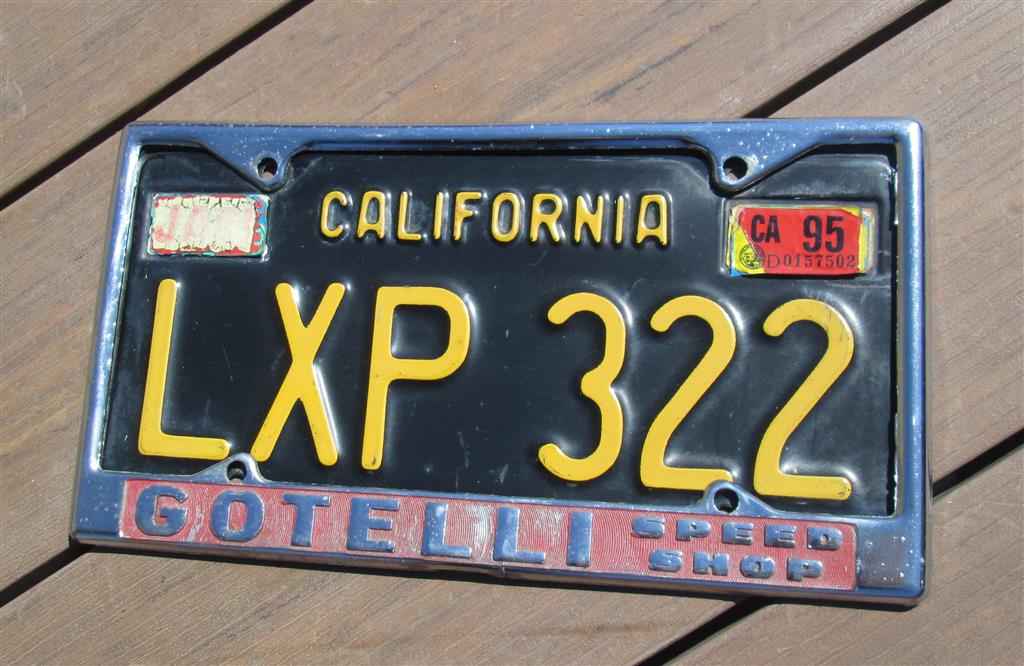 CALIFORNIA
CA 95
D0157502
LXP 322
GOTELLI SPEED SHOP